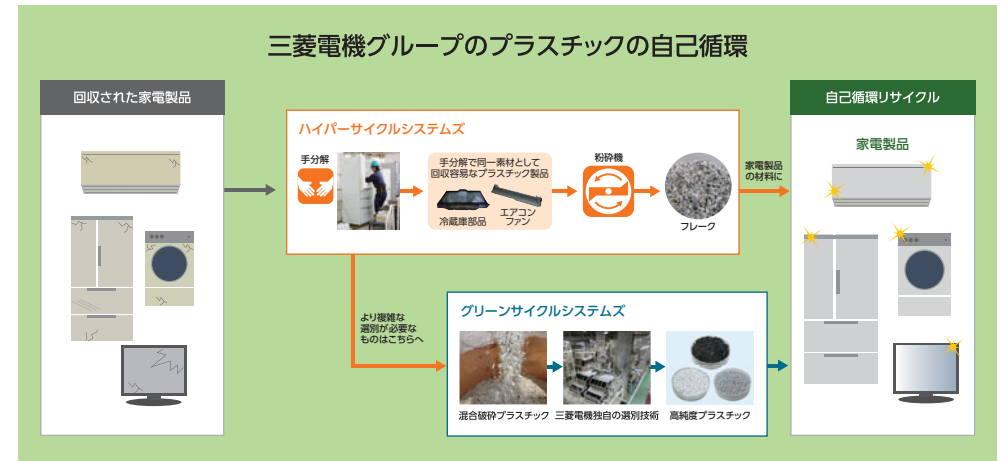 三菱電機グループのプラスチックの自己循環
回収された家電製品
ハイパーサイクルシステムズ
手分解
手分解で同一素材として
回収容易なプラスチック製品
冷蔵庫部品
エアコン
ファン
粉砕機
フレーク
家電製品
の材料に
より複雑な
選別が必要な
ものはこちらへ
グリーンサイクルシステムズ
混合破砕プラスチック
三菱電機独自の選別技術
高純度プラスチック
自己循環リサイクル
家電製品